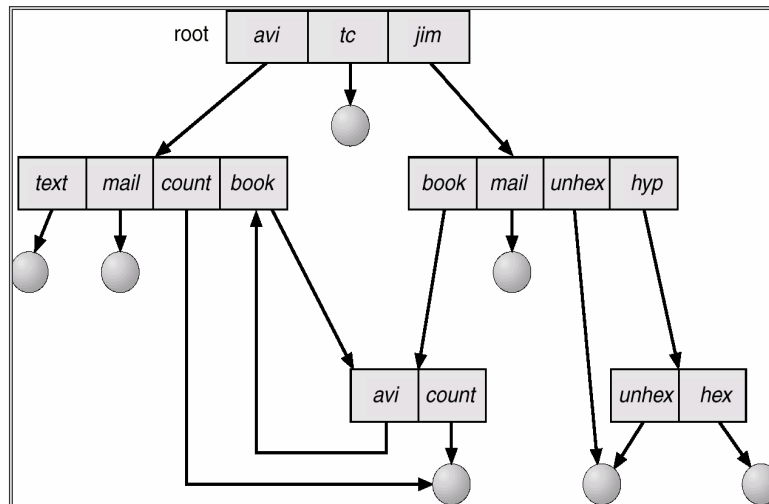 root avi tc jim
text mail count book
book mail unhex hyp
avi count
unhex hex